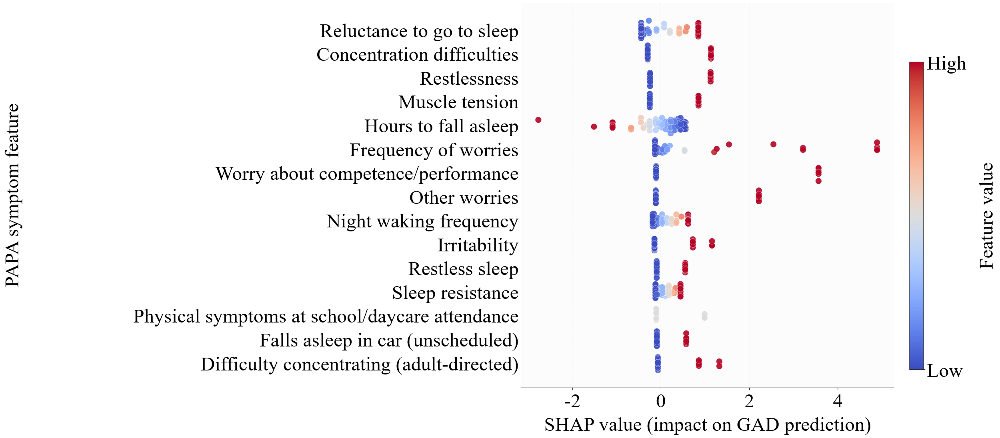 PAPA symptom feature
Reluctance to go to sleep
Concentration difficulties
Restlessness
Muscle tension
Hours to fall asleep
Frequency of worries
Worry about competence/performance
Other worries
Night waking frequency
Irritability
Restless sleep
Sleep resistance
Physical symptoms at school/daycare attendance
Falls asleep in car (unscheduled)
Difficulty concentrating (adult-directed)
-2 0 2 4
SHAP value (impact on GAD prediction)
High
Low
Feature value